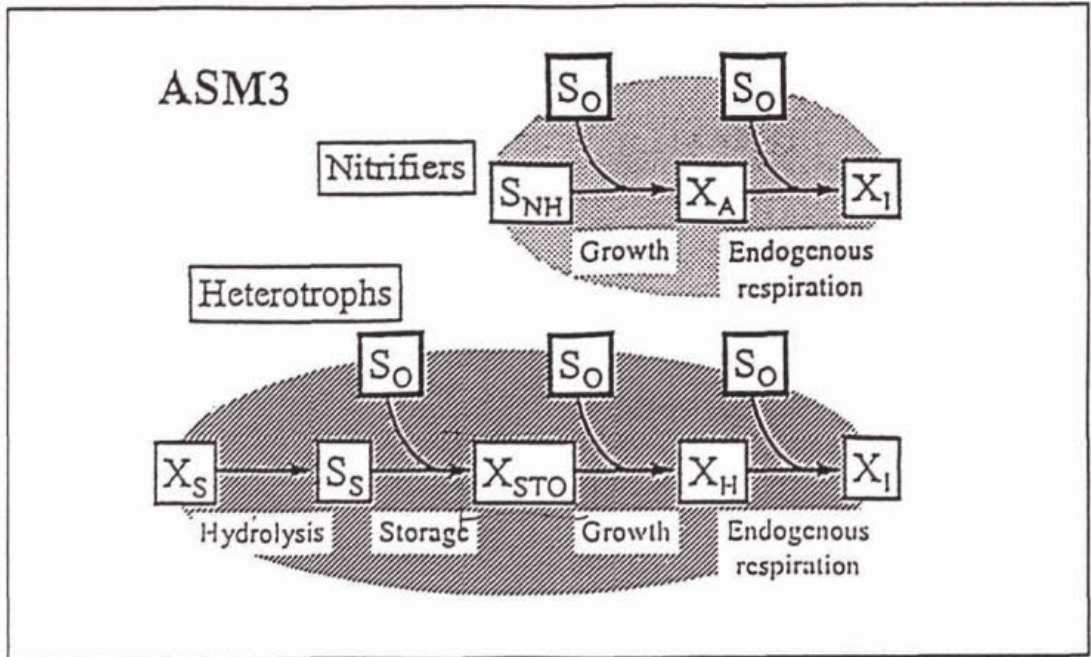 ASM3
S_O S_O
Nitrifiers
S_NH X_A X_I
Growth Endogenous
respiration
Heterotrophs
S_O S_O S_O
X_S S_S X_STO X_H X_I
Hydrolysis Storage Growth Endogenous
respiration